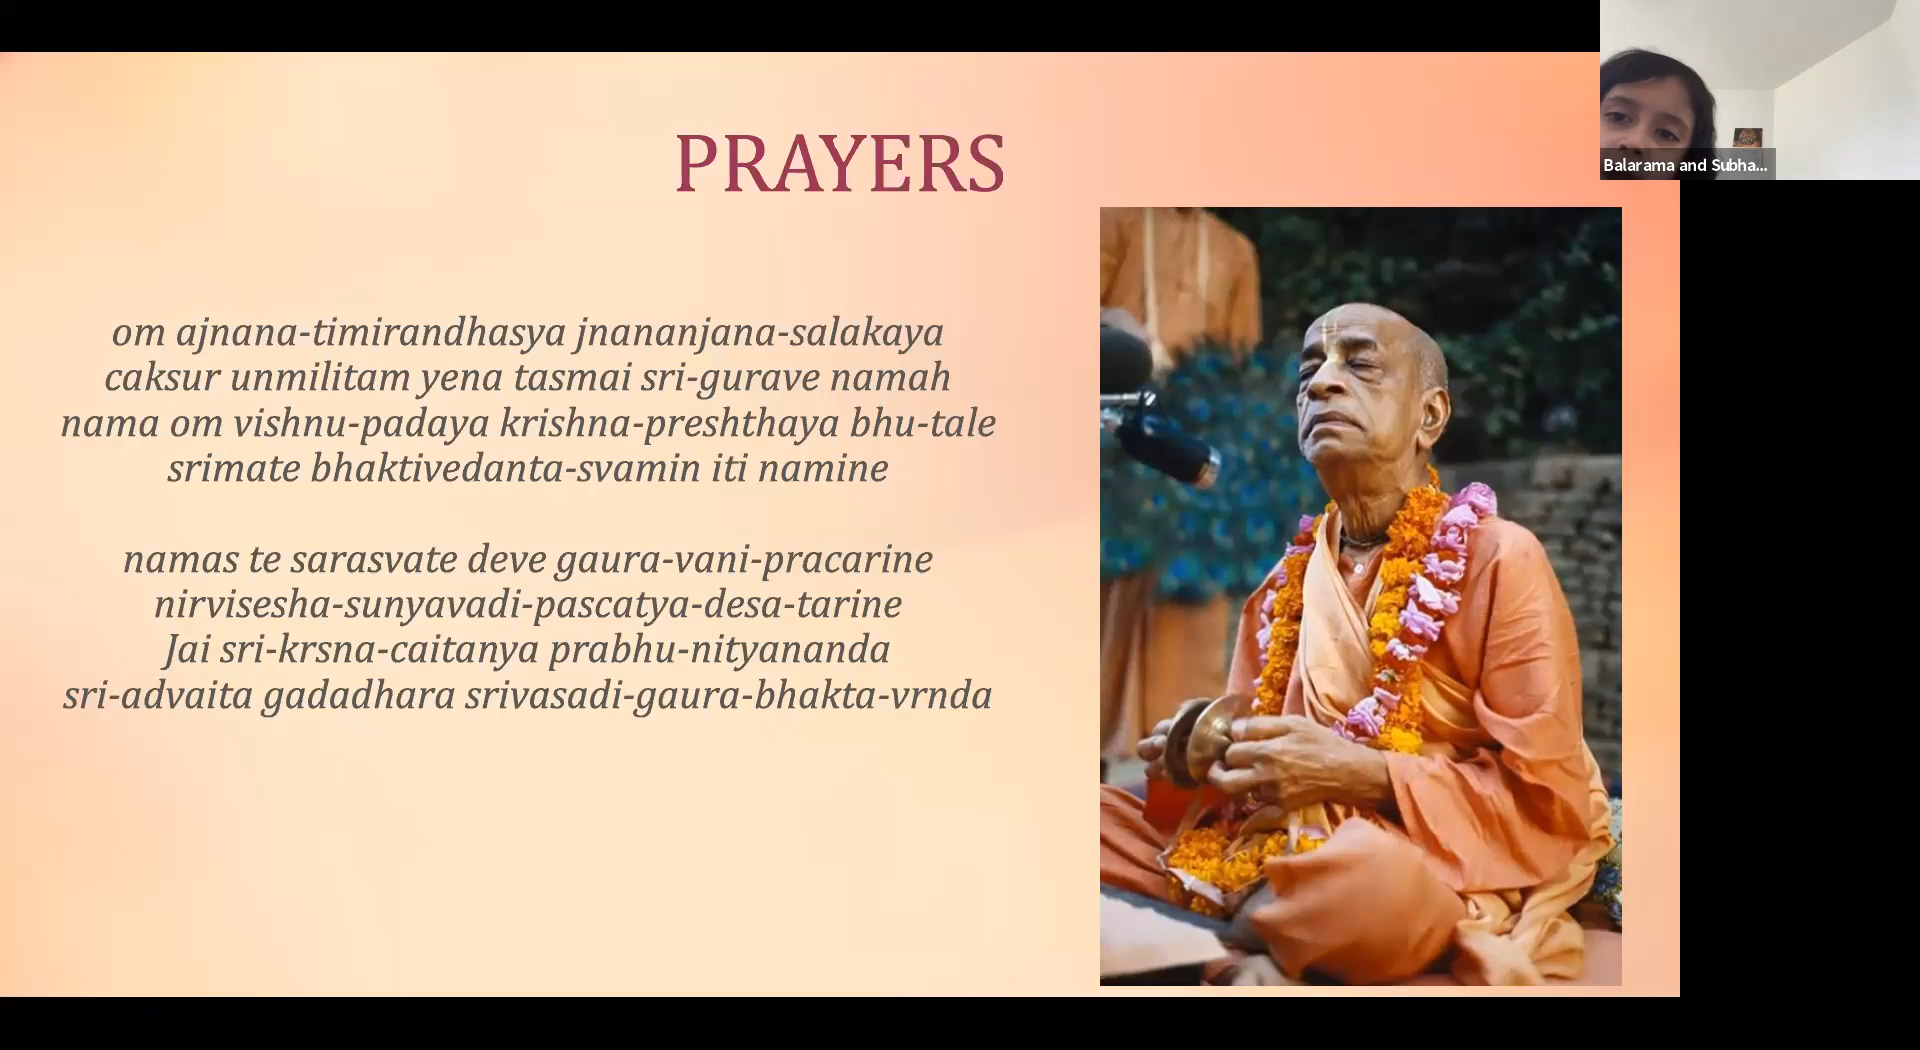 PRAYERS
om ajnana-timirandhasya jnananjana-salakaya
caksur unmilitam yena tasmai sri-gurave namah
nama om vishnu-padaya krishna-preshthaya bhu-tale
srimate bhaktivedanta-svamin iti namine
namas te sarasvate deve gaura-vani-pracarine
nirvisesha-sunyavadi-pascatya-desa-tarine
Jai sri-krsna-caitanya prabhu-nityananda
sri-advaita gadadhara srivasadi-gaura-bhakta-vrnda
Balarama and Subha...